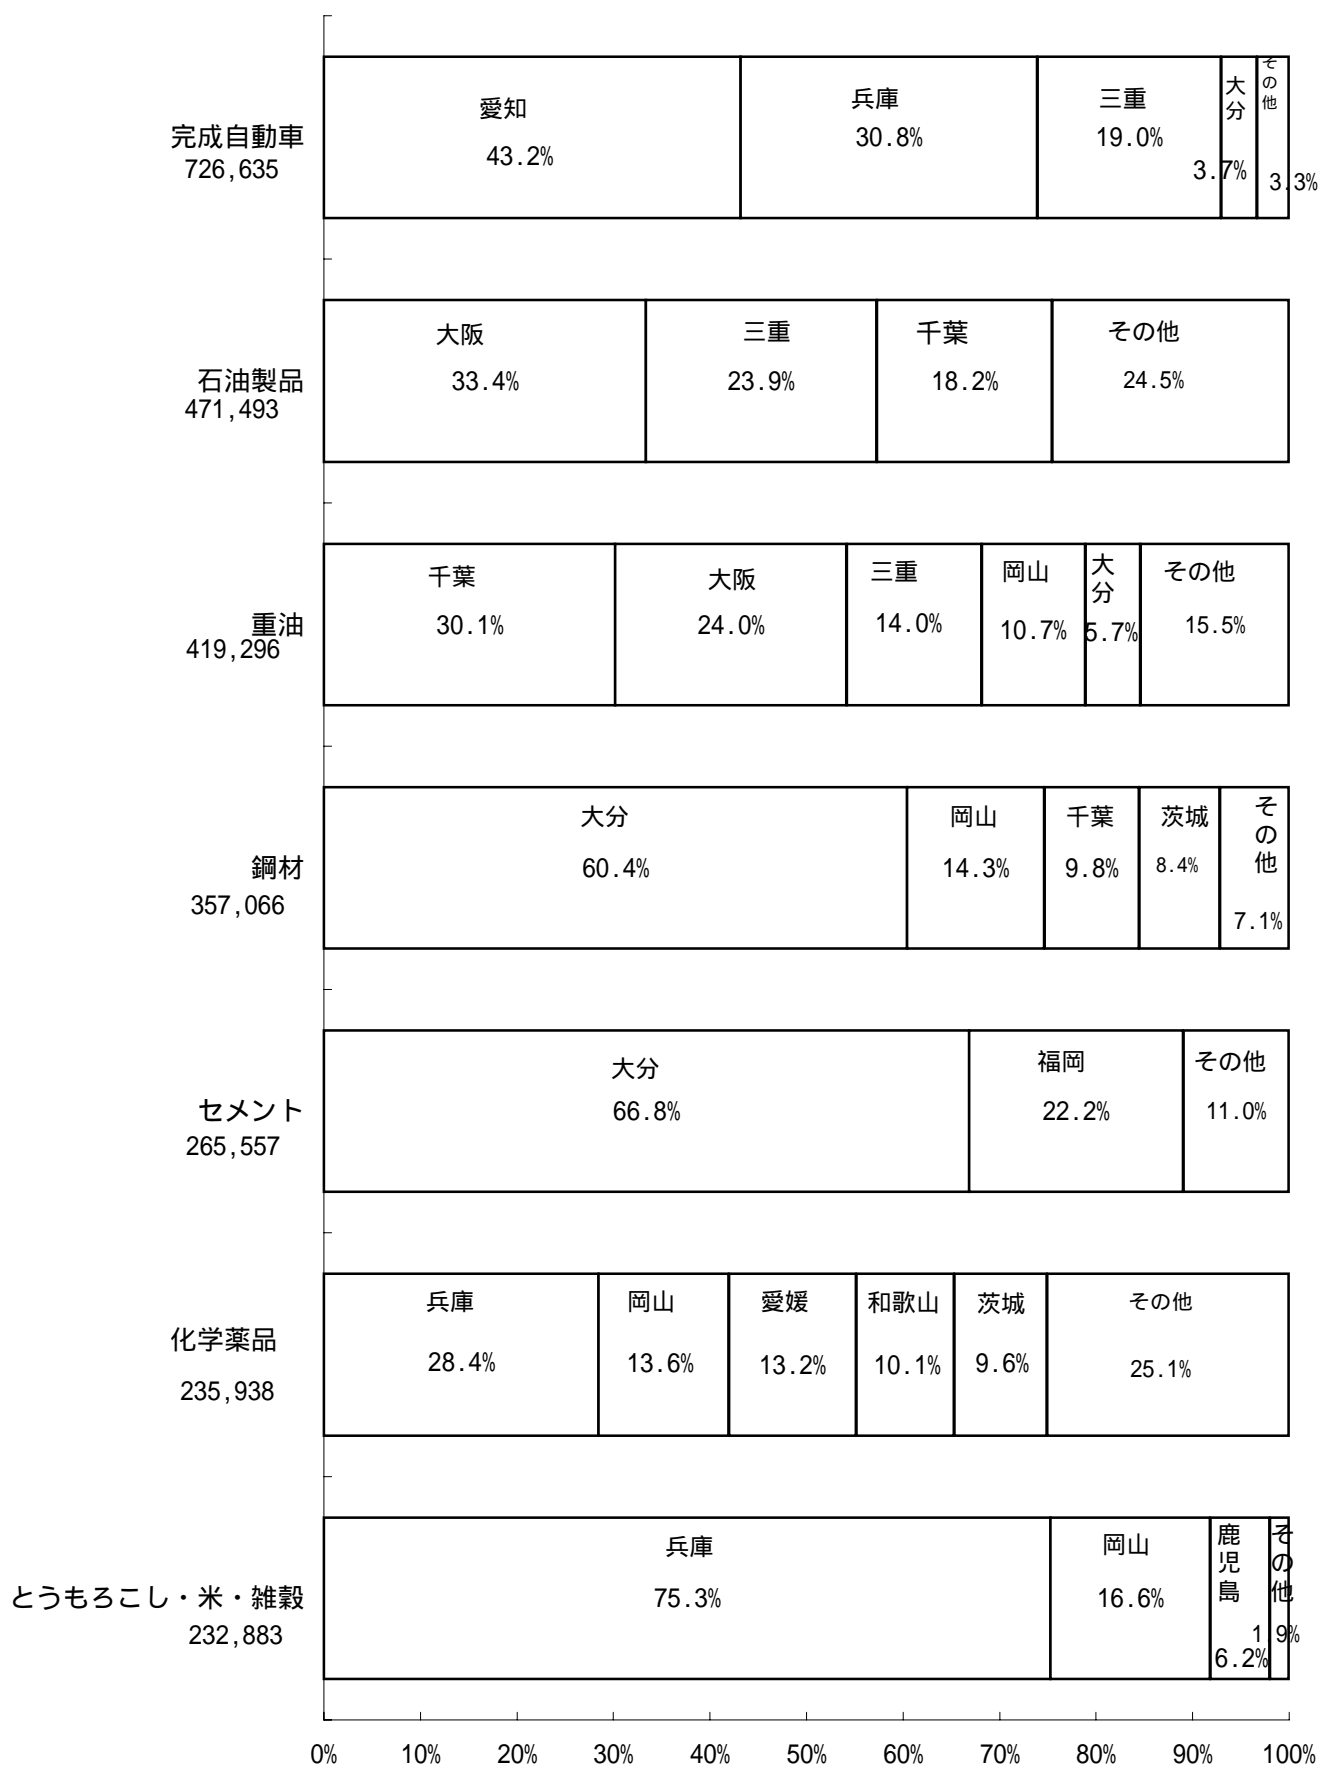 完成自動車
726,635
愛知
43.2%
兵庫
30.8%
三重
19.0%
大分
3.7%
その他
3.3%
石油製品
471,493
大阪
33.4%
三重
23.9%
千葉
18.2%
その他
24.5%
重油
419,296
千葉
30.1%
大阪
24.0%
三重
14.0%
岡山
10.7%
大分
5.7%
その他
15.5%
鋼材
357,066
大分
60.4%
岡山
14.3%
千葉
9.8%
茨城
8.4%
その他
7.1%
セメント
265,557
大分
66.8%
福岡
22.2%
その他
11.0%
化学薬品
235,938
兵庫
28.4%
岡山
13.6%
愛媛
13.2%
和歌山
10.1%
茨城
9.6%
その他
25.1%
とうもろこし・米・雑穀
232,883
兵庫
75.3%
岡山
16.6%
鹿児島
6.2%
その他
1.9%
0% 10% 20% 30% 40% 50% 60% 70% 80% 90% 100%